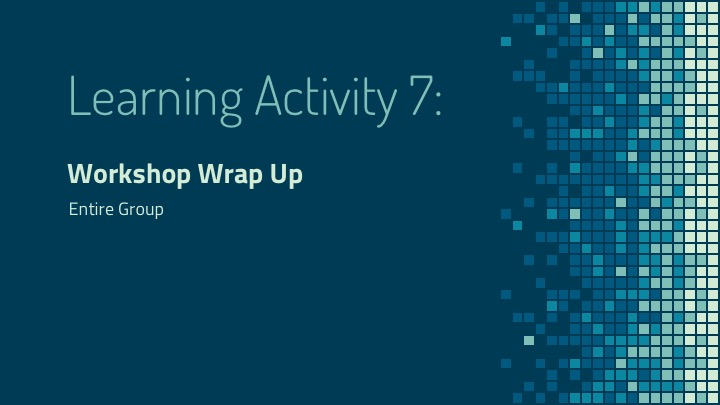 Learning Activity 7:
Workshop Wrap Up
Entire Group